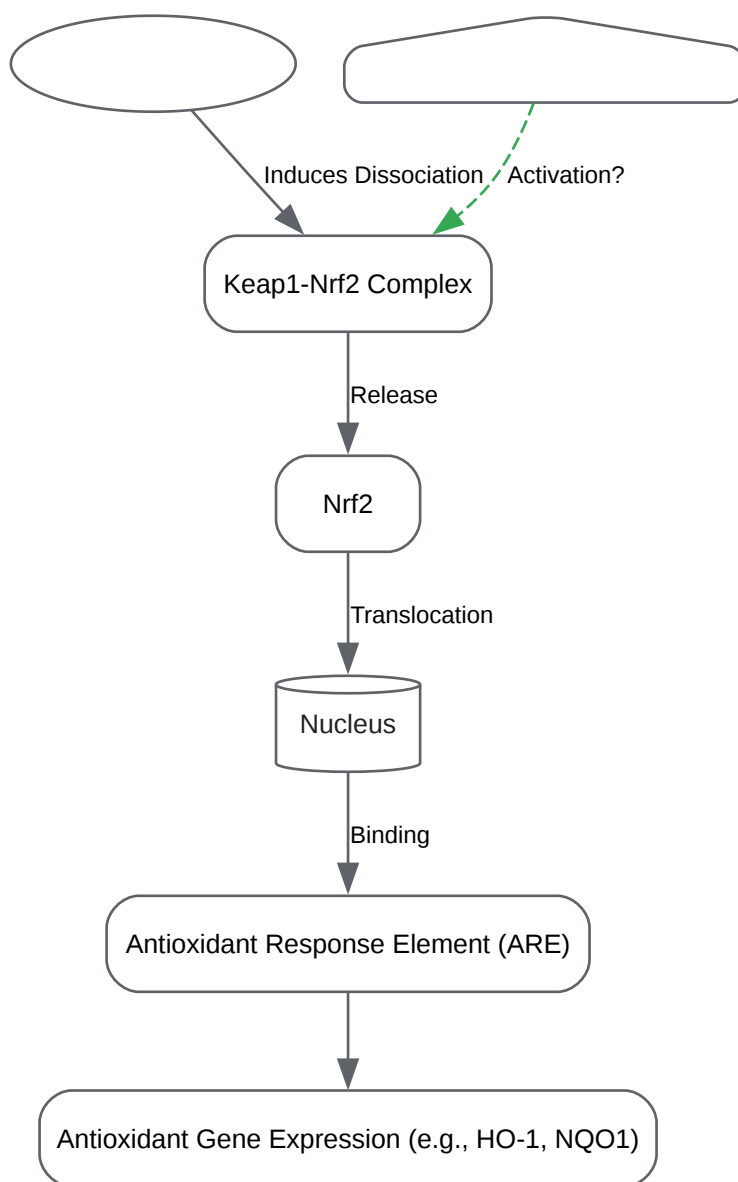 Induces Dissociation
Activation?
Keap1-Nrf2 Complex
Release
Nrf2
Translocation
Nucleus
Binding
Antioxidant Response Element (ARE)
Antioxidant Gene Expression (e.g., HO-1, NQO1)